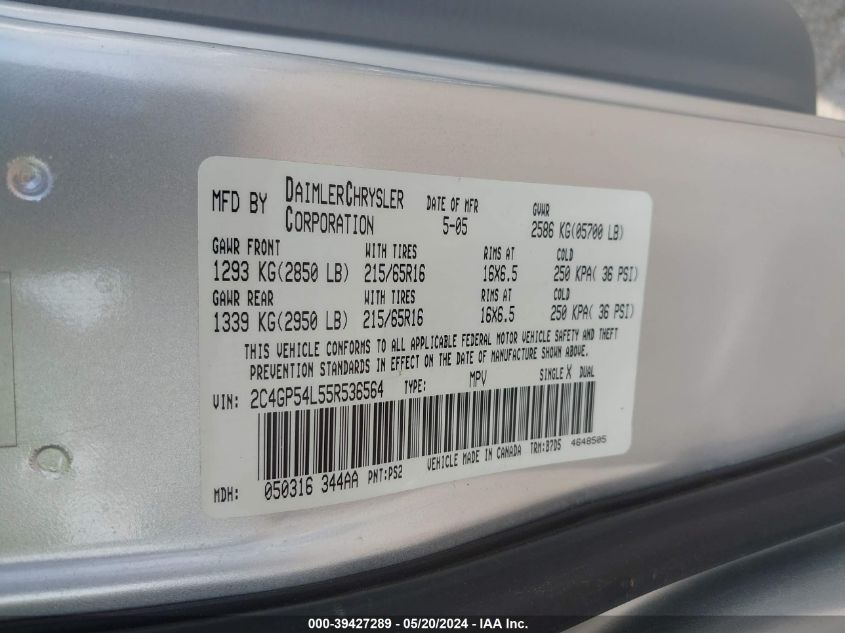 MFD BY DAIMLERCHRYSLER CORPORATION DATE OF MFR 5-05 GVWR 2586 KG(05700 LB)
GAWR FRONT WITH TIRES RIMS AT COLD
1293 KG(2850 LB) 215/65R16 16X6.5 250 KPA( 36 PSI)
GAWR REAR WITH TIRES RIMS AT COLD
1339 KG(2950 LB) 215/65R16 16X6.5 250 KPA( 36 PSI)
THIS VEHICLE CONFORMS TO ALL APPLICABLE FEDERAL MOTOR VEHICLE SAFETY AND THEFT
PREVENTION STANDARDS IN EFFECT ON THE DATE OF MANUFACTURE SHOWN ABOVE.
VIN: 2C4GP54L55R536564 TYPE: MPV SINGLE X DUAL
MDH: 050316 344AA PNT:PS2 VEHICLE MADE IN CANADA TRM:B7D5 4648505
000-39427289 - 05/20/2024 - IAA Inc.